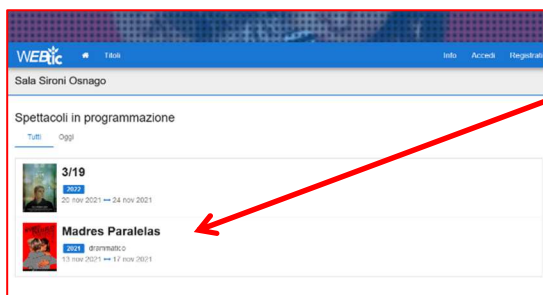 WEBtic Titoli Info Accedi Registrati
Sala Sironi Osnago
Spettacoli in programmazione
Tutti Oggi
3/19
2022
20 nov 2021 ↔ 24 nov 2021
Madres Paralelas
2021 drammatico
13 nov 2021 ↔ 17 nov 2021